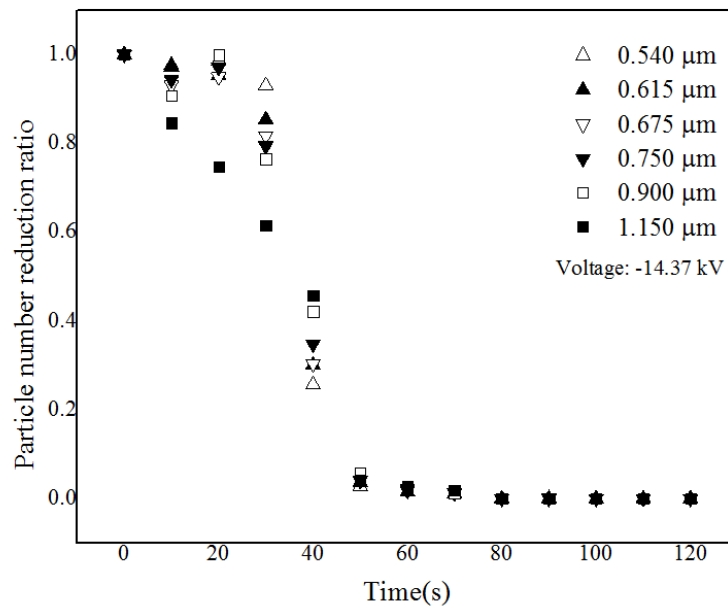 1.0
0.8
0.6
0.4
0.2
0.0
Particle number reduction ratio
0.540 μm
0.615 μm
0.675 μm
0.750 μm
0.900 μm
1.150 μm
Voltage: -14.37 kV
0 20 40 60 80 100 120
Time(s)